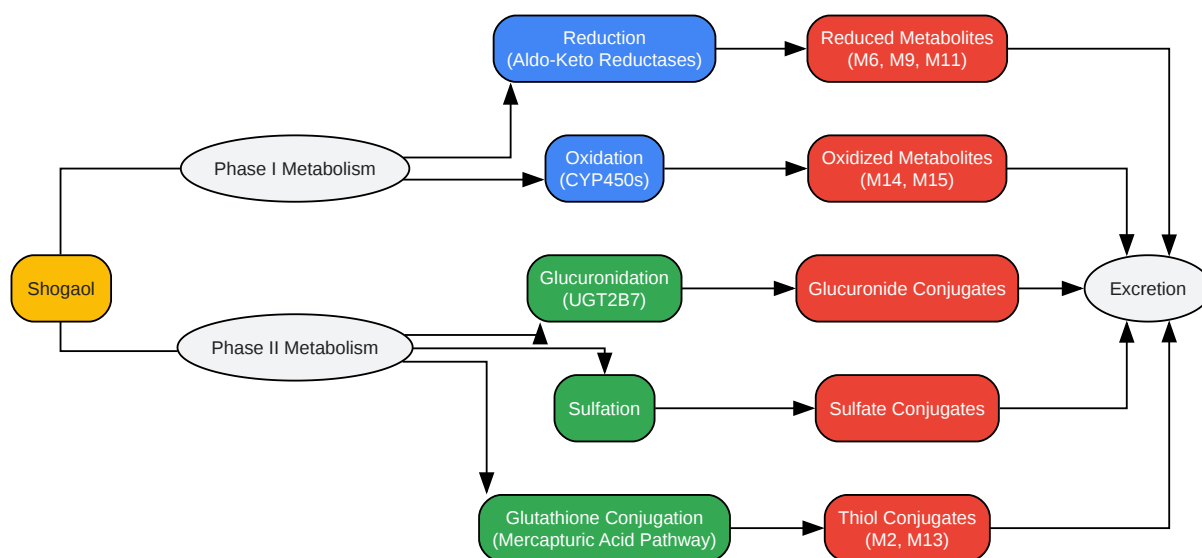 Reduction
(Aldo-Keto Reductases)
Reduced Metabolites
(M6, M9, M11)
Phase I Metabolism
Oxidation
(CYP450s)
Oxidized Metabolites
(M14, M15)
Shogaol
Glucuronidation
(UGT2B7)
Glucuronide Conjugates
Excretion
Phase II Metabolism
Sulfation
Sulfate Conjugates
Glutathione Conjugation
(Mercapturic Acid Pathway)
Thiol Conjugates
(M2, M13)